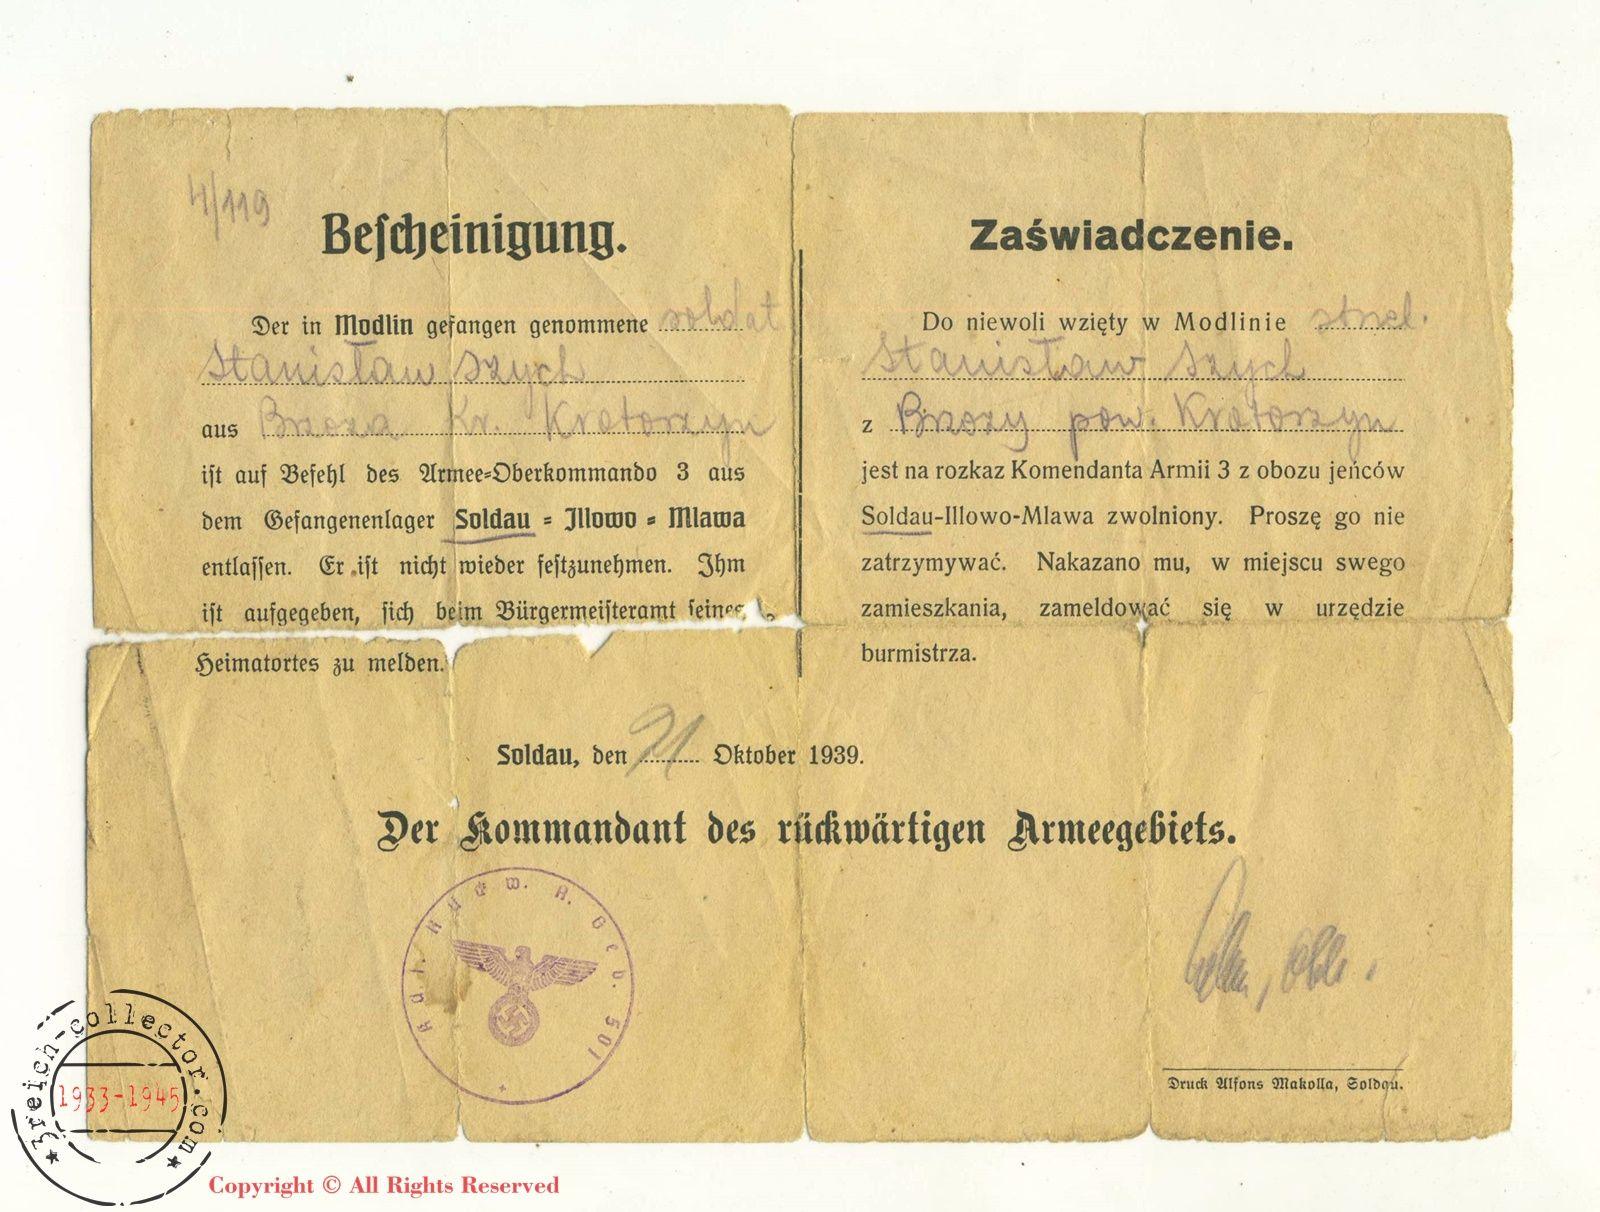 4/119
Bescheinigung.
Der in Modlin gefangen genommene soldat
Stanisław Szych
aus Brzoza Kr. Krotoszyn
ist auf Befehl des Armee=Oberkommando 3 aus
dem Gefangenenlager Soldau = Illowo = Mlawa
entlassen. Er ist nicht wieder festzunehmen. Ihm
ist aufgegeben, sich beim Bürgermeisteramt seines
Heimatortes zu melden.
Zaświadczenie.
Do niewoli wzięty w Modlinie
Stanisław Szych
z Brzozy pow. Krotoszyn
jest na rozkaz Komendanta Armii 3 z obozu jeńców
Soldau-Illowo-Mlawa zwolniony. Proszę go nie
zatrzymywać. Nakazano mu, w miejscu swego
zamieszkania, zameldować się w urzędzie
burmistrza.
Soldau, den 21 Oktober 1939.
Der Kommandant des rückwärtigen Armeegebiets.
A. Geb. 501
Druck Alfons Makolla, Soldau.
3reich-collector.com
1933-1945
Copyright © All Rights Reserved